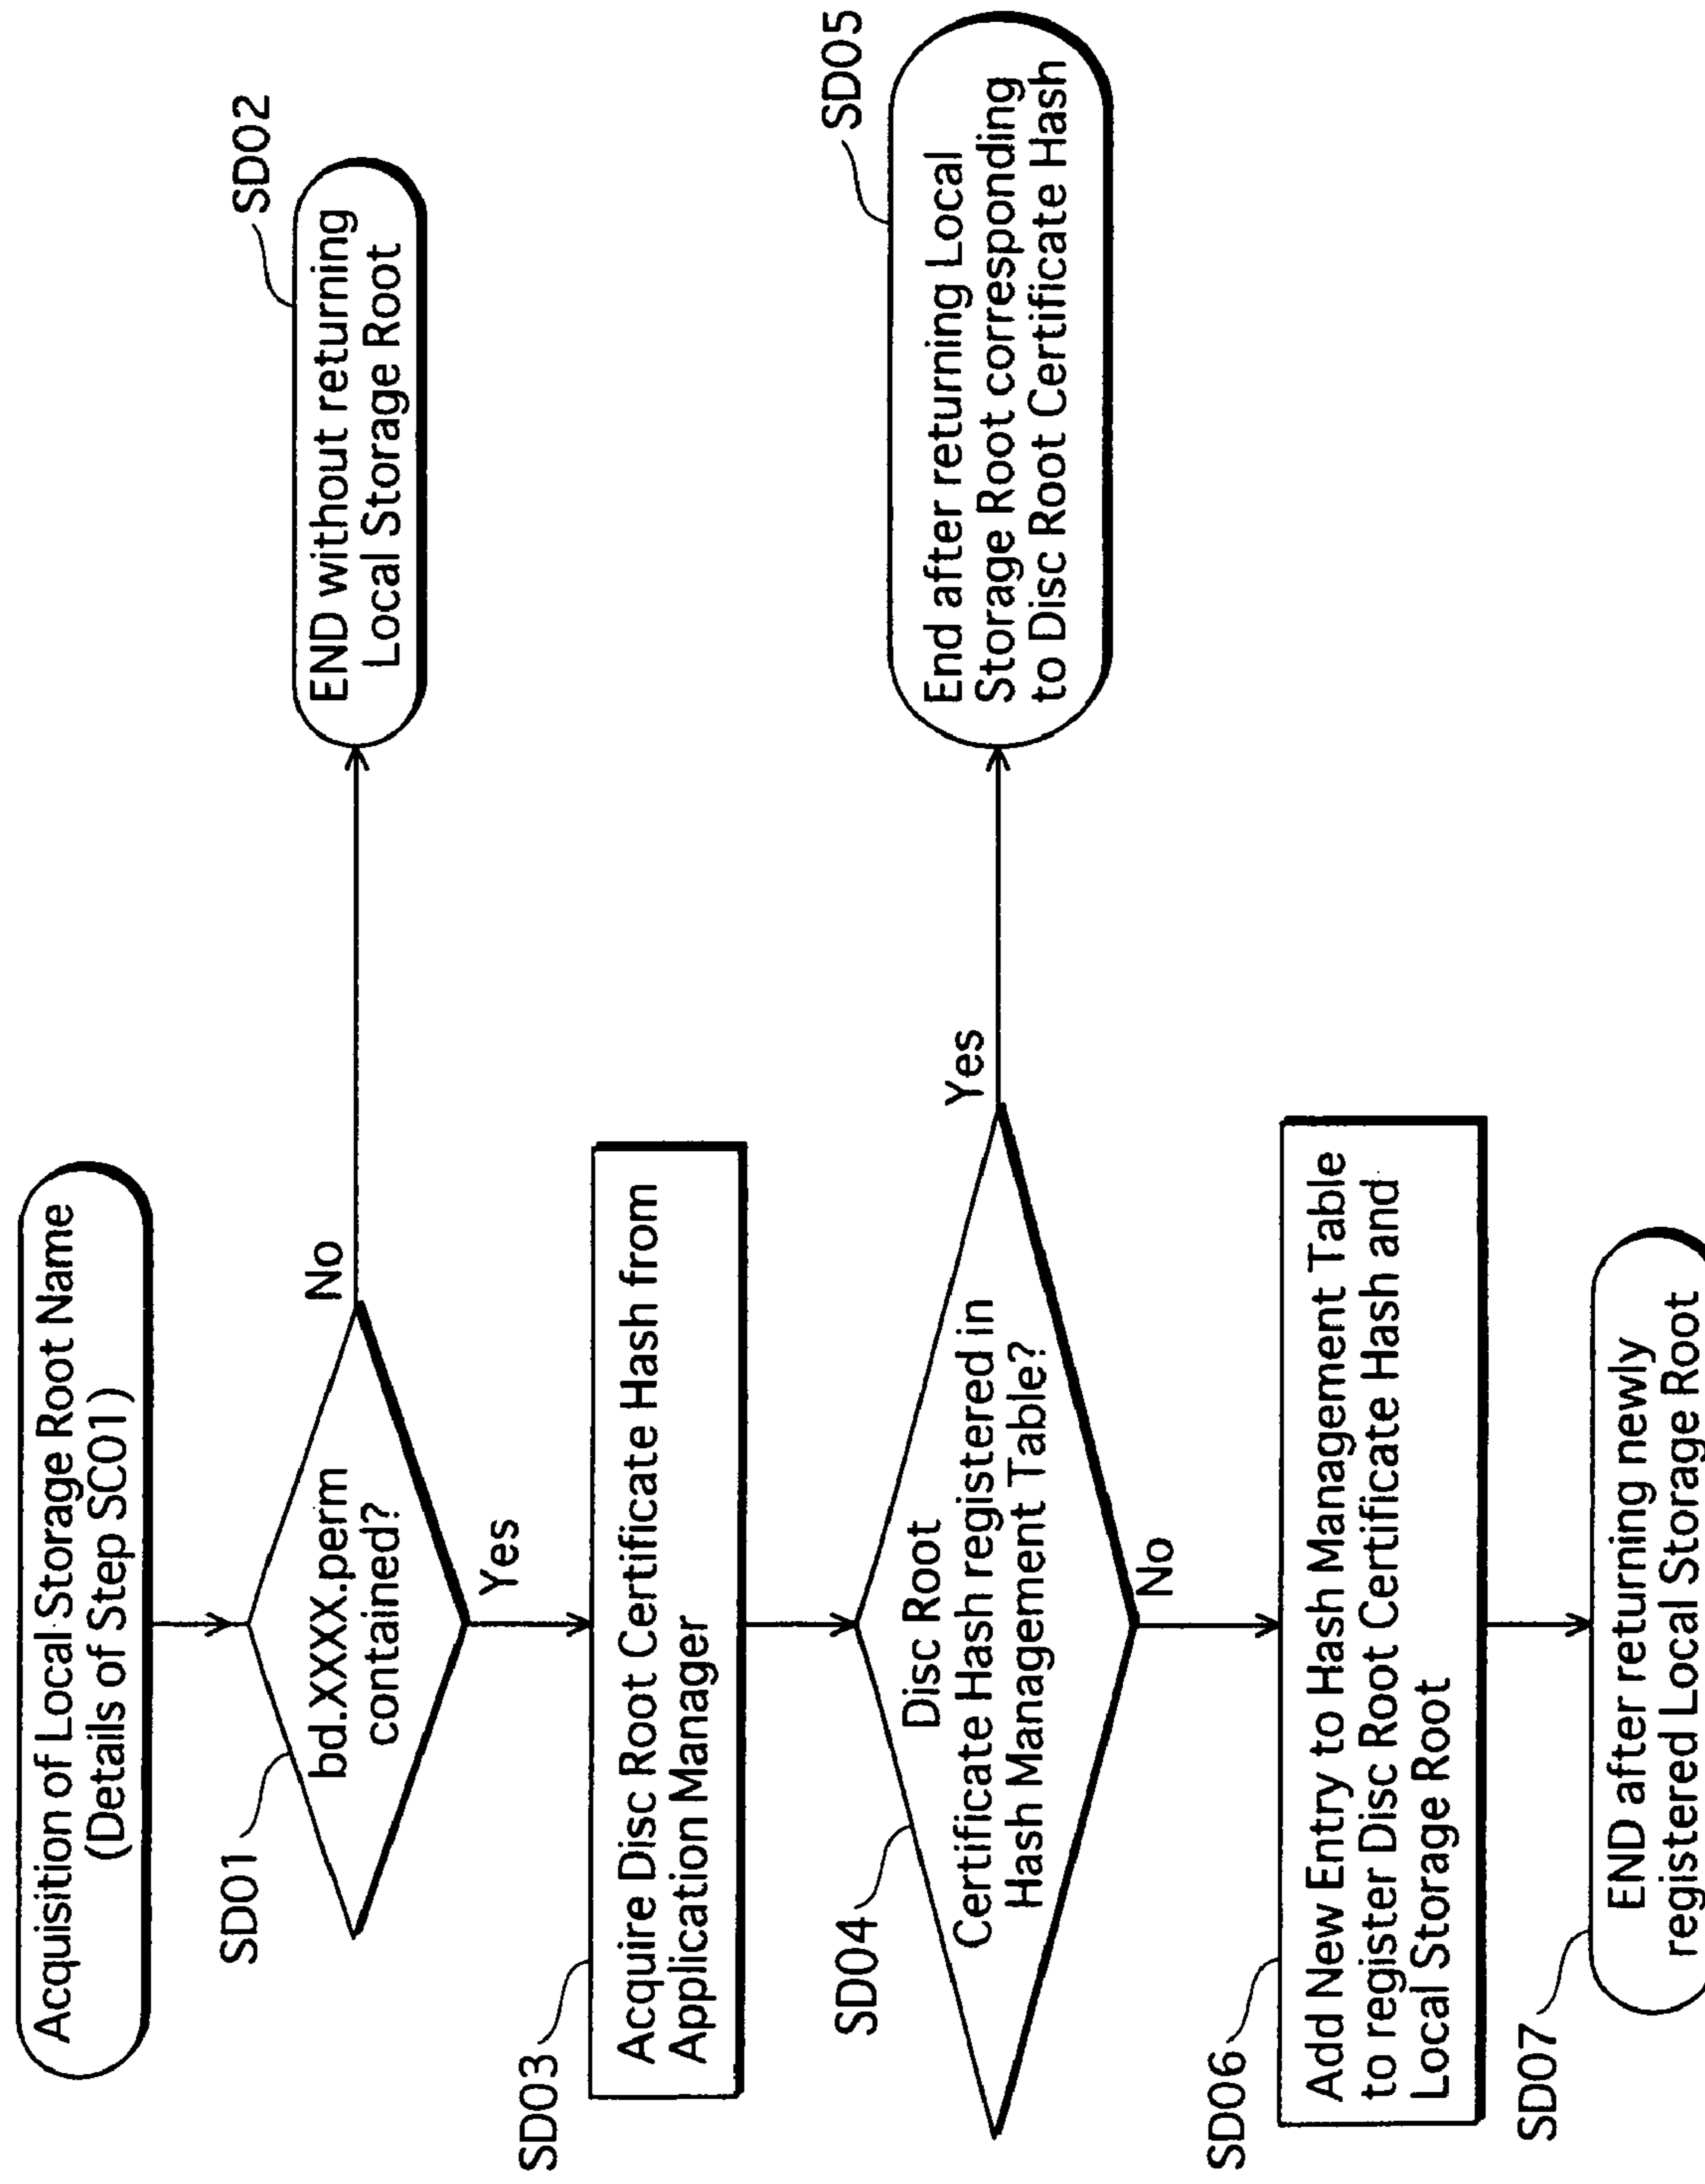 Acquisition of Local Storage Root Name
(Details of Step SC01)
SD01
bd.XXXX.perm
contained?
No
SD02
END without returning
Local Storage Root
Yes
SD03
Acquire Disc Root Certificate Hash from
Application Manager
SD04
Disc Root
Certificate Hash registered in
Hash Management Table?
Yes
SD05
End after returning Local
Storage Root corresponding
to Disc Root Certificate Hash
No
SD06
Add New Entry to Hash Management Table
to register Disc Root Certificate Hash and
Local Storage Root
SD07
END after returning newly
registered Local Storage Root